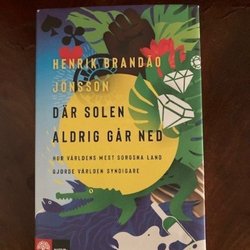 HENRIK BRANDÃO
JÖNSSON
DÄR SOLEN
ALDRIG GÅR NED
HUR VÄRLDENS MEST SORGSNA LAND
GJORDE VÄRLDEN SYNDIGARE